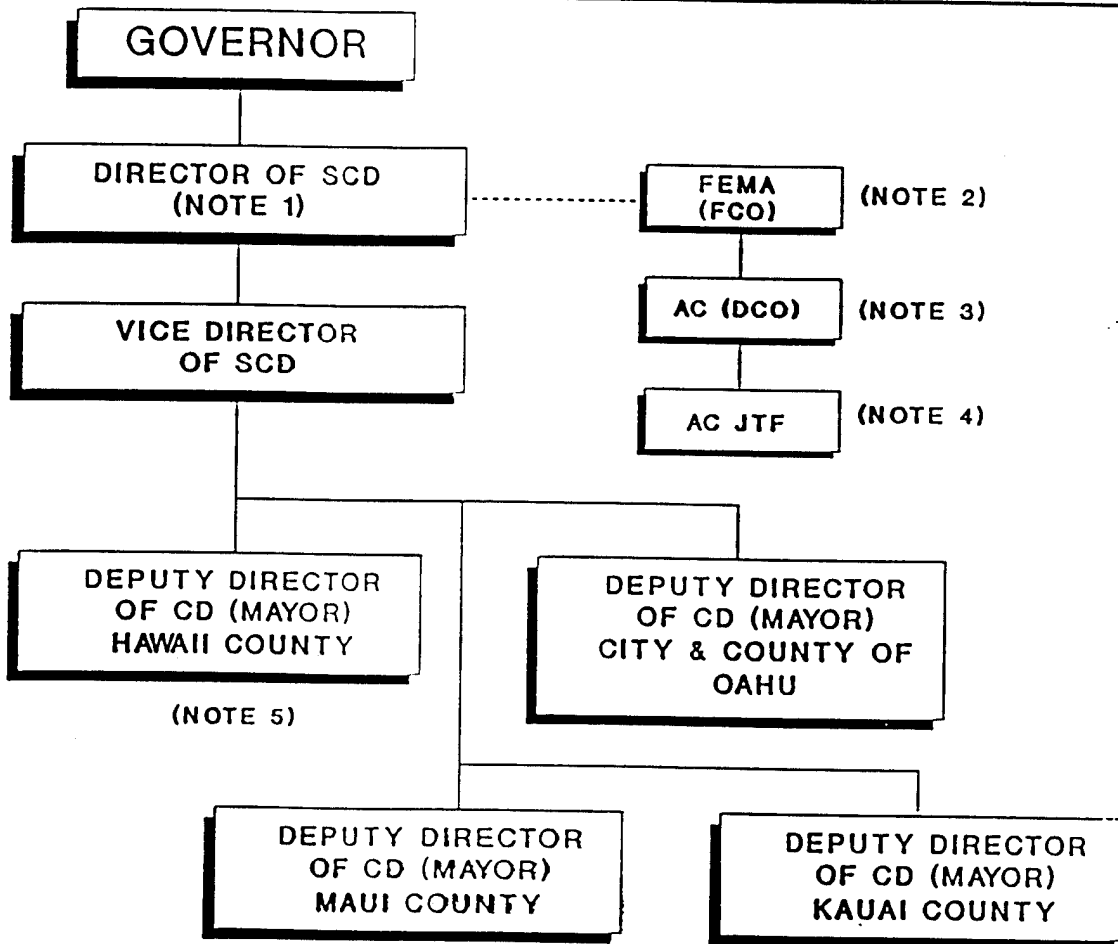 GOVERNOR
DIRECTOR OF SCD
(NOTE 1)
FEMA
(FCO)
(NOTE 2)
VICE DIRECTOR
OF SCD
AC (DCO)
(NOTE 3)
AC JTF
(NOTE 4)
DEPUTY DIRECTOR
OF CD (MAYOR)
HAWAII COUNTY
(NOTE 5)
DEPUTY DIRECTOR
OF CD (MAYOR)
CITY & COUNTY OF
OAHU
DEPUTY DIRECTOR
OF CD (MAYOR)
MAUI COUNTY
DEPUTY DIRECTOR
OF CD (MAYOR)
KAUAI COUNTY